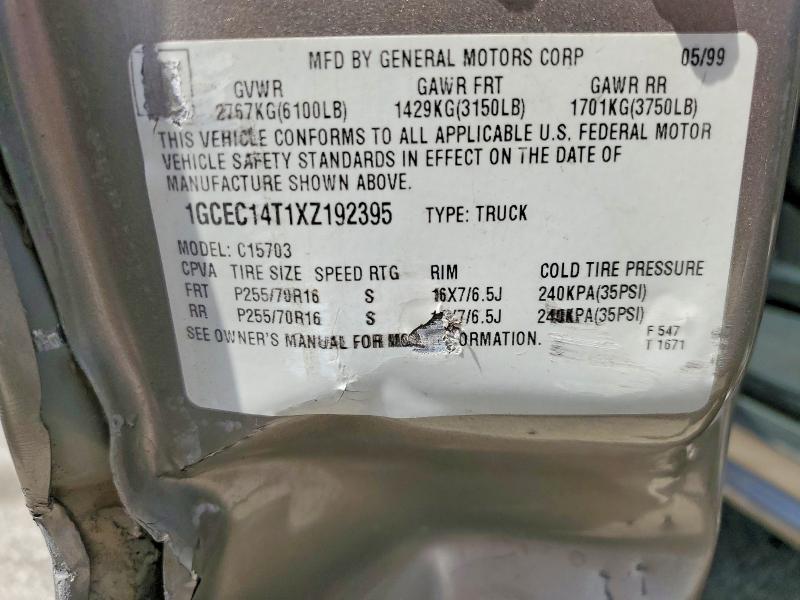 MFD BY GENERAL MOTORS CORP 05/99
GVWR GAWR FRT GAWR RR
2767KG(6100LB) 1429KG(3150LB) 1701KG(3750LB)
THIS VEHICLE CONFORMS TO ALL APPLICABLE U.S. FEDERAL MOTOR
VEHICLE SAFETY STANDARDS IN EFFECT ON THE DATE OF
MANUFACTURE SHOWN ABOVE.
1GCEC14T1XZ192395 TYPE: TRUCK
MODEL: C15703
CPVA TIRE SIZE SPEED RTG RIM COLD TIRE PRESSURE
FRT P255/70R16 S 16X7/6.5J 240KPA(35PSI)
RR P255/70R16 S 240KPA(35PSI)
SEE OWNER'S MANUAL FOR
F 547
T 1671